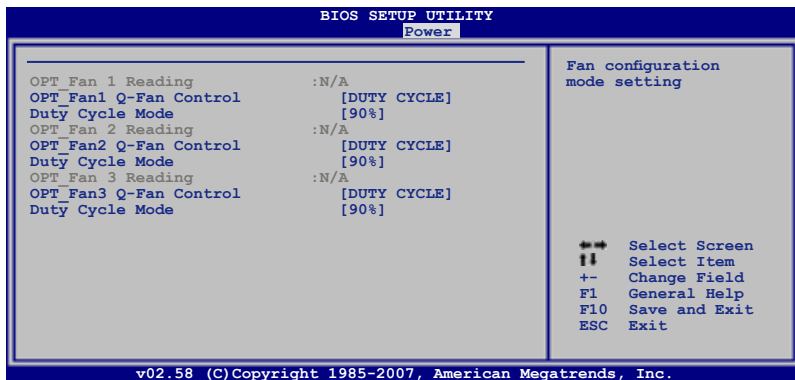 BIOS SETUP UTILITY
Power
OPT_Fan 1 Reading :N/A
OPT_Fan1 Q-Fan Control [DUTY CYCLE]
Duty Cycle Mode [90%]
OPT_Fan 2 Reading :N/A
OPT_Fan2 Q-Fan Control [DUTY CYCLE]
Duty Cycle Mode [90%]
OPT_Fan 3 Reading :N/A
OPT_Fan3 Q-Fan Control [DUTY CYCLE]
Duty Cycle Mode [90%]
Fan configuration
mode setting
←→ Select Screen
↑↓ Select Item
+- Change Field
F1 General Help
F10 Save and Exit
ESC Exit
v02.58 (C)Copyright 1985-2007, American Megatrends, Inc.